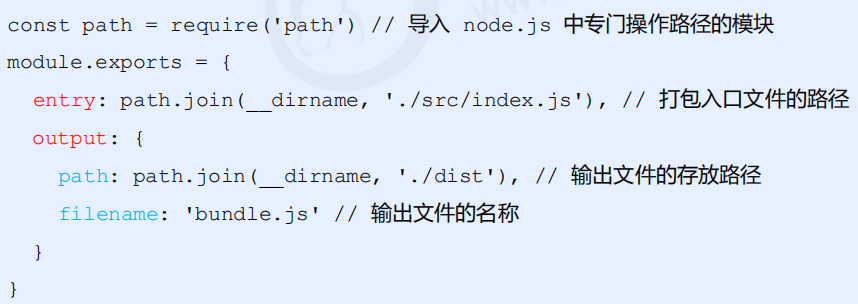 const path = require('path') // 导入 node.js 中专门操作路径的模块
module.exports = {
entry: path.join(__dirname, './src/index.js'), // 打包入口文件的路径
output: {
path: path.join(__dirname, './dist'), // 输出文件的存放路径
filename: 'bundle.js' // 输出文件的名称
}
}